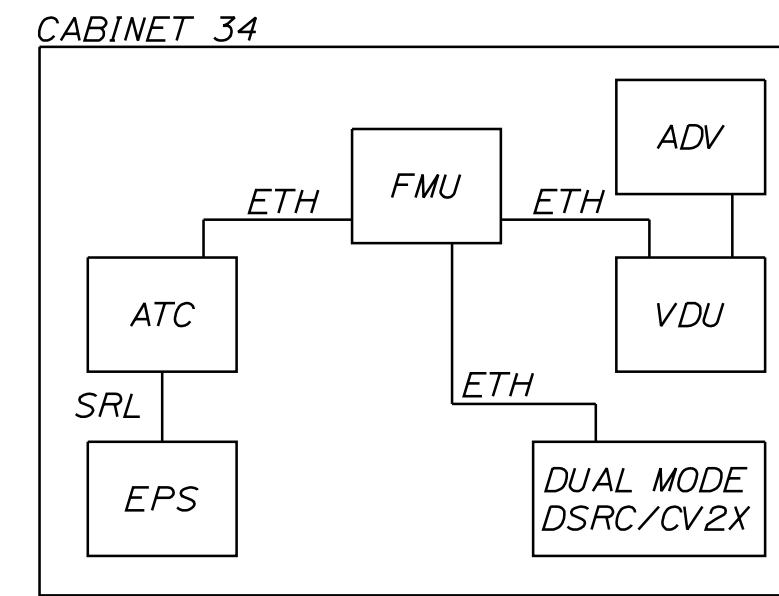 CABINET 34
ADV
FMU
ETH
ETH
ATC
VDU
ETH
SRL
EPS
DUAL MODE
DSRC/CV2X